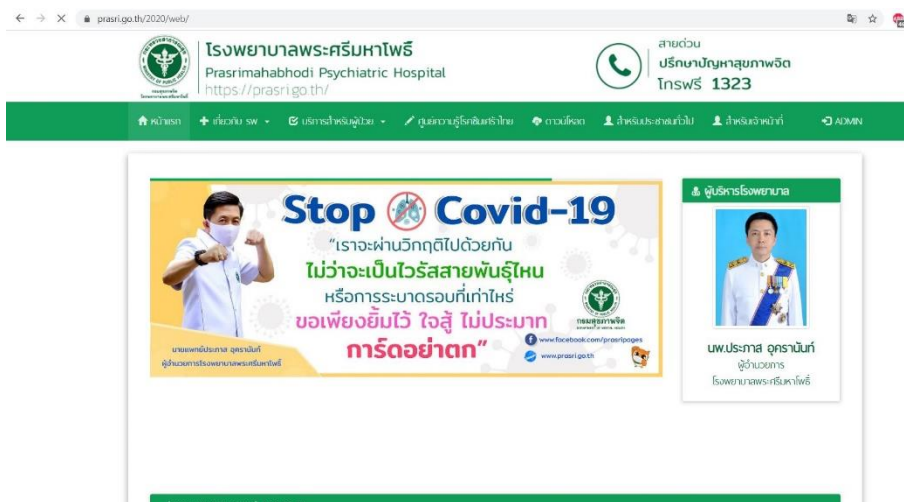 prasri.go.th/2020/web/
โรงพยาบาลพระศรีมหาโพธิ์
Prasrimahabhodi Psychiatric Hospital
https://prasri.go.th/
สายด่วน
ปรึกษาปัญหาสุขภาพจิต
โทรฟรี 1323
หน้าแรก เกี่ยวกับ รพ บริการสำหรับผู้ป่วย ศูนย์ความรู้โรคซึมเศร้าไทย ดาวน์โหลด สำหรับประชาชนทั่วไป สำหรับเจ้าหน้าที่ ADMIN
Stop Covid-19
“เราจะผ่านวิกฤติไปด้วยกัน
ไม่ว่าจะเป็นไวรัสสายพันธุ์ไหน
หรือการระบาดรอบที่เท่าไหร่
ขอเพียงยิ้มไว้ ใจสู้ ไม่ประมาท
การ์ดอย่าตก”
กรมสุขภาพจิต
www.facebook.com/prasripages
www.prasri.go.th
นายแพทย์ประภาส อุครานันท์
ผู้อำนวยการโรงพยาบาลพระศรีมหาโพธิ์
ผู้บริหารโรงพยาบาล
นพ.ประภาส อุครานันท์
ผู้อำนวยการ
โรงพยาบาลพระศรีมหาโพธิ์